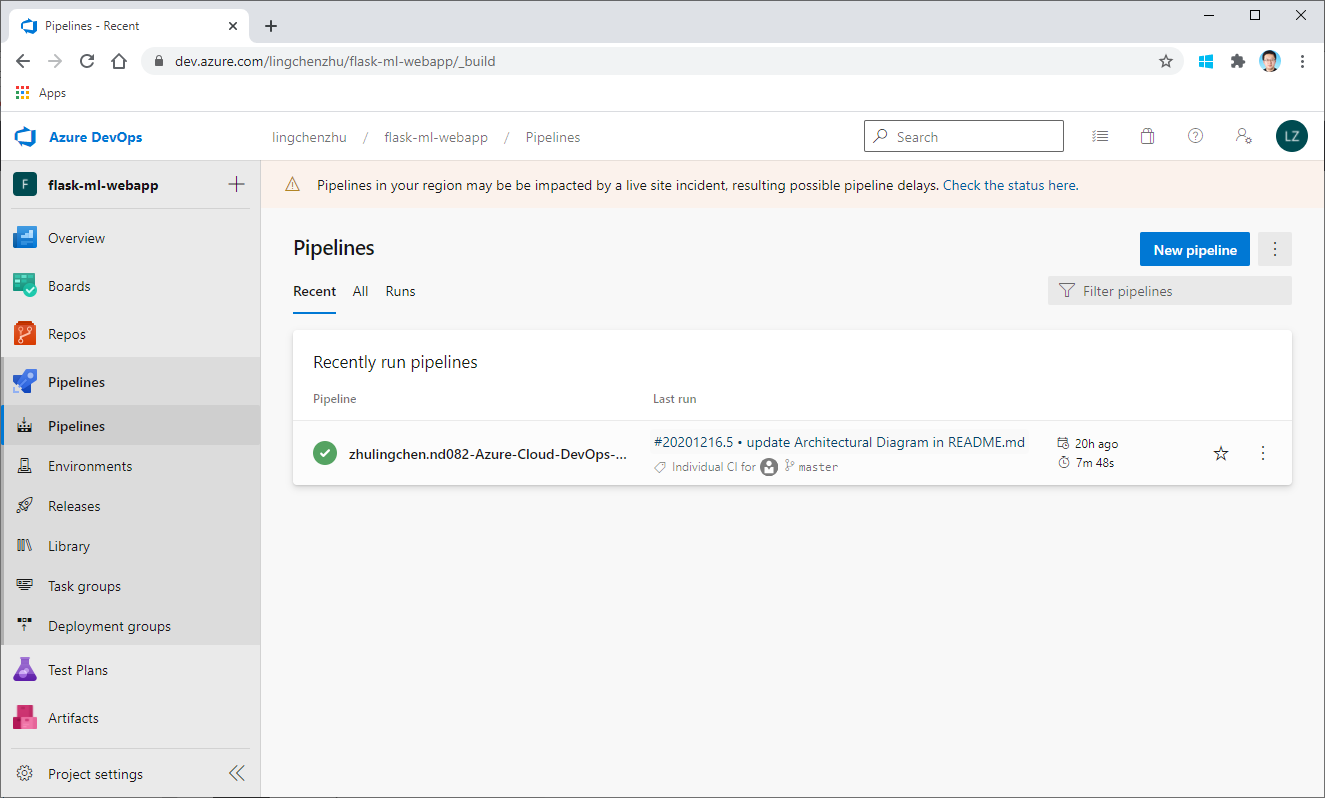 Pipelines - Recent
dev.azure.com/lingchenzhu/flask-ml-webapp/_build
Apps
Azure DevOps
lingchenzhu / flask-ml-webapp / Pipelines
Search
LZ
F flask-ml-webapp
Pipelines in your region may be be impacted by a live site incident, resulting possible pipeline delays. Check the status here.
Overview
Boards
Repos
Pipelines
Pipelines
Environments
Releases
Library
Task groups
Deployment groups
Test Plans
Artifacts
Project settings
Pipelines
New pipeline
Recent All Runs
Filter pipelines
Recently run pipelines
Pipeline Last run
zhulingchen.nd082-Azure-Cloud-DevOps-...
#20201216.5 • update Architectural Diagram in README.md
Individual CI for master
20h ago
7m 48s